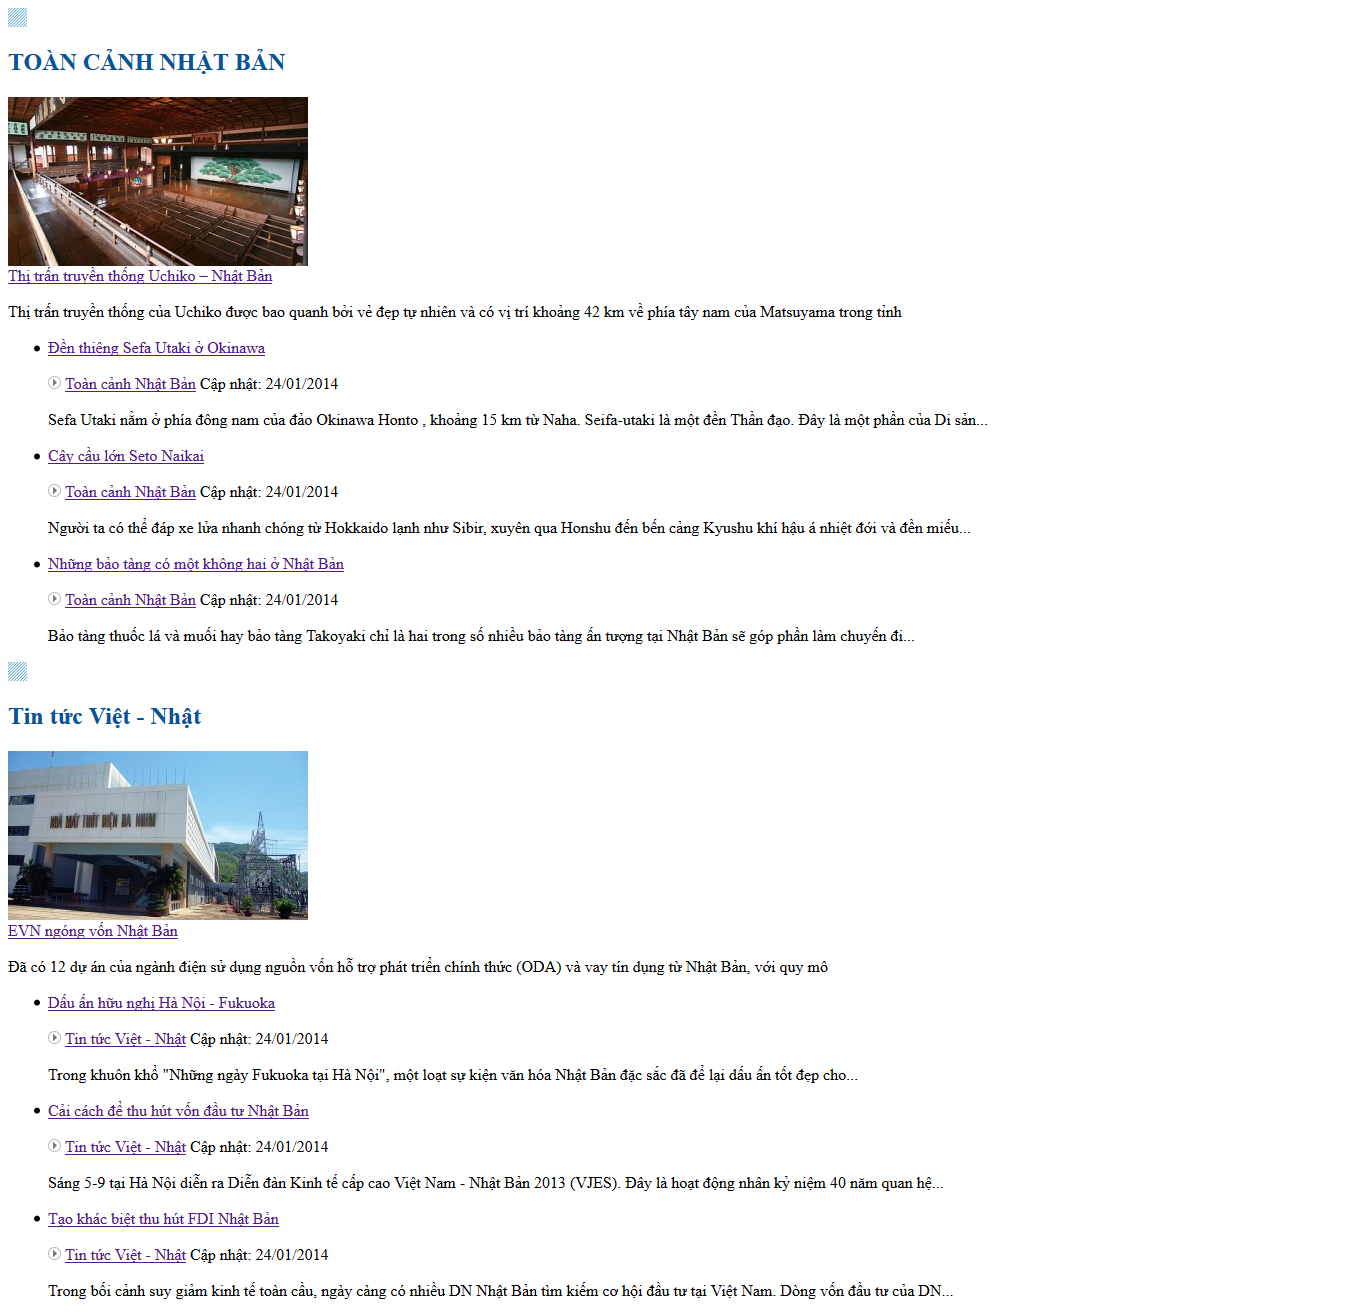 TOÀN CẢNH NHẬT BẢN
Thị trấn truyền thống Uchiko – Nhật Bản
Thị trấn truyền thống của Uchiko được bao quanh bởi vẻ đẹp tự nhiên và có vị trí khoảng 42 km về phía tây nam của Matsuyama trong tỉnh
Đền thiêng Sefa Utaki ở Okinawa
Toàn cảnh Nhật Bản Cập nhật: 24/01/2014
Sefa Utaki nằm ở phía đông nam của đảo Okinawa Honto , khoảng 15 km từ Naha. Seifa-utaki là một đền Thần đạo. Đây là một phần của Di sản...
Cây cầu lớn Seto Naikai
Toàn cảnh Nhật Bản Cập nhật: 24/01/2014
Người ta có thể đáp xe lửa nhanh chóng từ Hokkaido lạnh như Sibir, xuyên qua Honshu đến bến cảng Kyushu khí hậu á nhiệt đới và đền miếu...
Những bảo tàng có một không hai ở Nhật Bản
Toàn cảnh Nhật Bản Cập nhật: 24/01/2014
Bảo tàng thuốc lá và muối hay bảo tàng Takoyaki chỉ là hai trong số nhiều bảo tàng ấn tượng tại Nhật Bản sẽ góp phần làm chuyến đi...
Tin tức Việt - Nhật
NHÀ MÁY THỦY ĐIỆN ĐA NHIM
EVN ngóng vốn Nhật Bản
Đã có 12 dự án của ngành điện sử dụng nguồn vốn hỗ trợ phát triển chính thức (ODA) và vay tín dụng từ Nhật Bản, với quy mô
Dấu ấn hữu nghị Hà Nội - Fukuoka
Tin tức Việt - Nhật Cập nhật: 24/01/2014
Trong khuôn khổ "Những ngày Fukuoka tại Hà Nội", một loạt sự kiện văn hóa Nhật Bản đặc sắc đã để lại dấu ấn tốt đẹp cho...
Cải cách để thu hút vốn đầu tư Nhật Bản
Tin tức Việt - Nhật Cập nhật: 24/01/2014
Sáng 5-9 tại Hà Nội diễn ra Diễn đàn Kinh tế cấp cao Việt Nam - Nhật Bản 2013 (VJES). Đây là hoạt động nhân kỷ niệm 40 năm quan hệ...
Tạo khác biệt thu hút FDI Nhật Bản
Tin tức Việt - Nhật Cập nhật: 24/01/2014
Trong bối cảnh suy giảm kinh tế toàn cầu, ngày càng có nhiều DN Nhật Bản tìm kiếm cơ hội đầu tư tại Việt Nam. Dòng vốn đầu tư của DN...